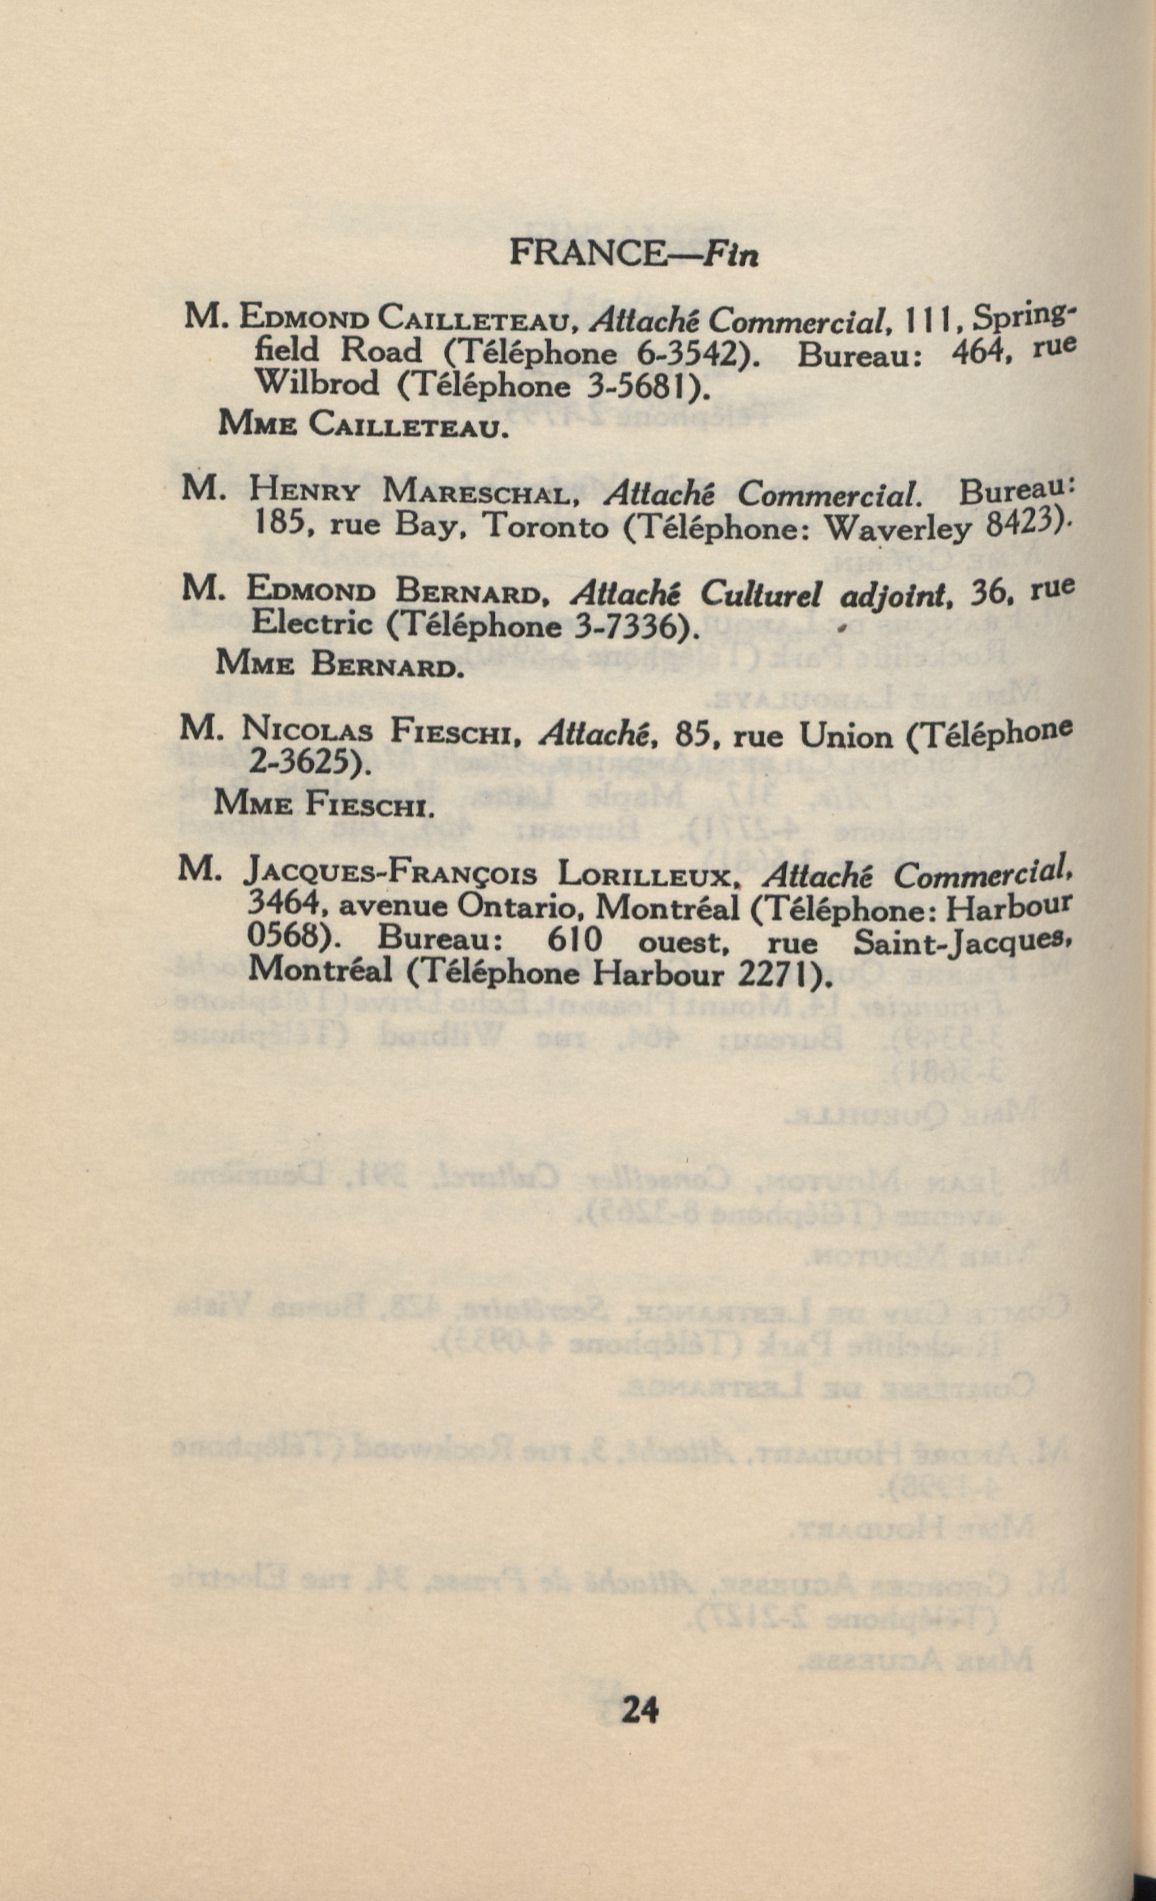 FRANCE—Fin
M. EDMOND CAILLETEAU, Attaché Commercial, 111, Spring-
field Road (Téléphone 6-3542). Bureau: 464, rue
Wilbrod (Téléphone 3-5681).
MME CAILLETEAU.
M. HENRY MARESCHAL, Attaché Commercial. Bureau:
185, rue Bay, Toronto (Téléphone: Waverley 8423).
M. EDMOND BERNARD, Attaché Culturel adjoint, 36, rue
Electric (Téléphone 3-7336).
MME BERNARD.
M. NICOLAS FIESCHI, Attaché, 85, rue Union (Téléphone
2-3625).
MME FIESCHI.
M. JACQUES-FRANÇOIS LORILLEUX, Attaché Commercial,
3464, avenue Ontario, Montréal (Téléphone: Harbour
0568). Bureau: 610 ouest, rue Saint-Jacques,
Montréal (Téléphone Harbour 2271).
24